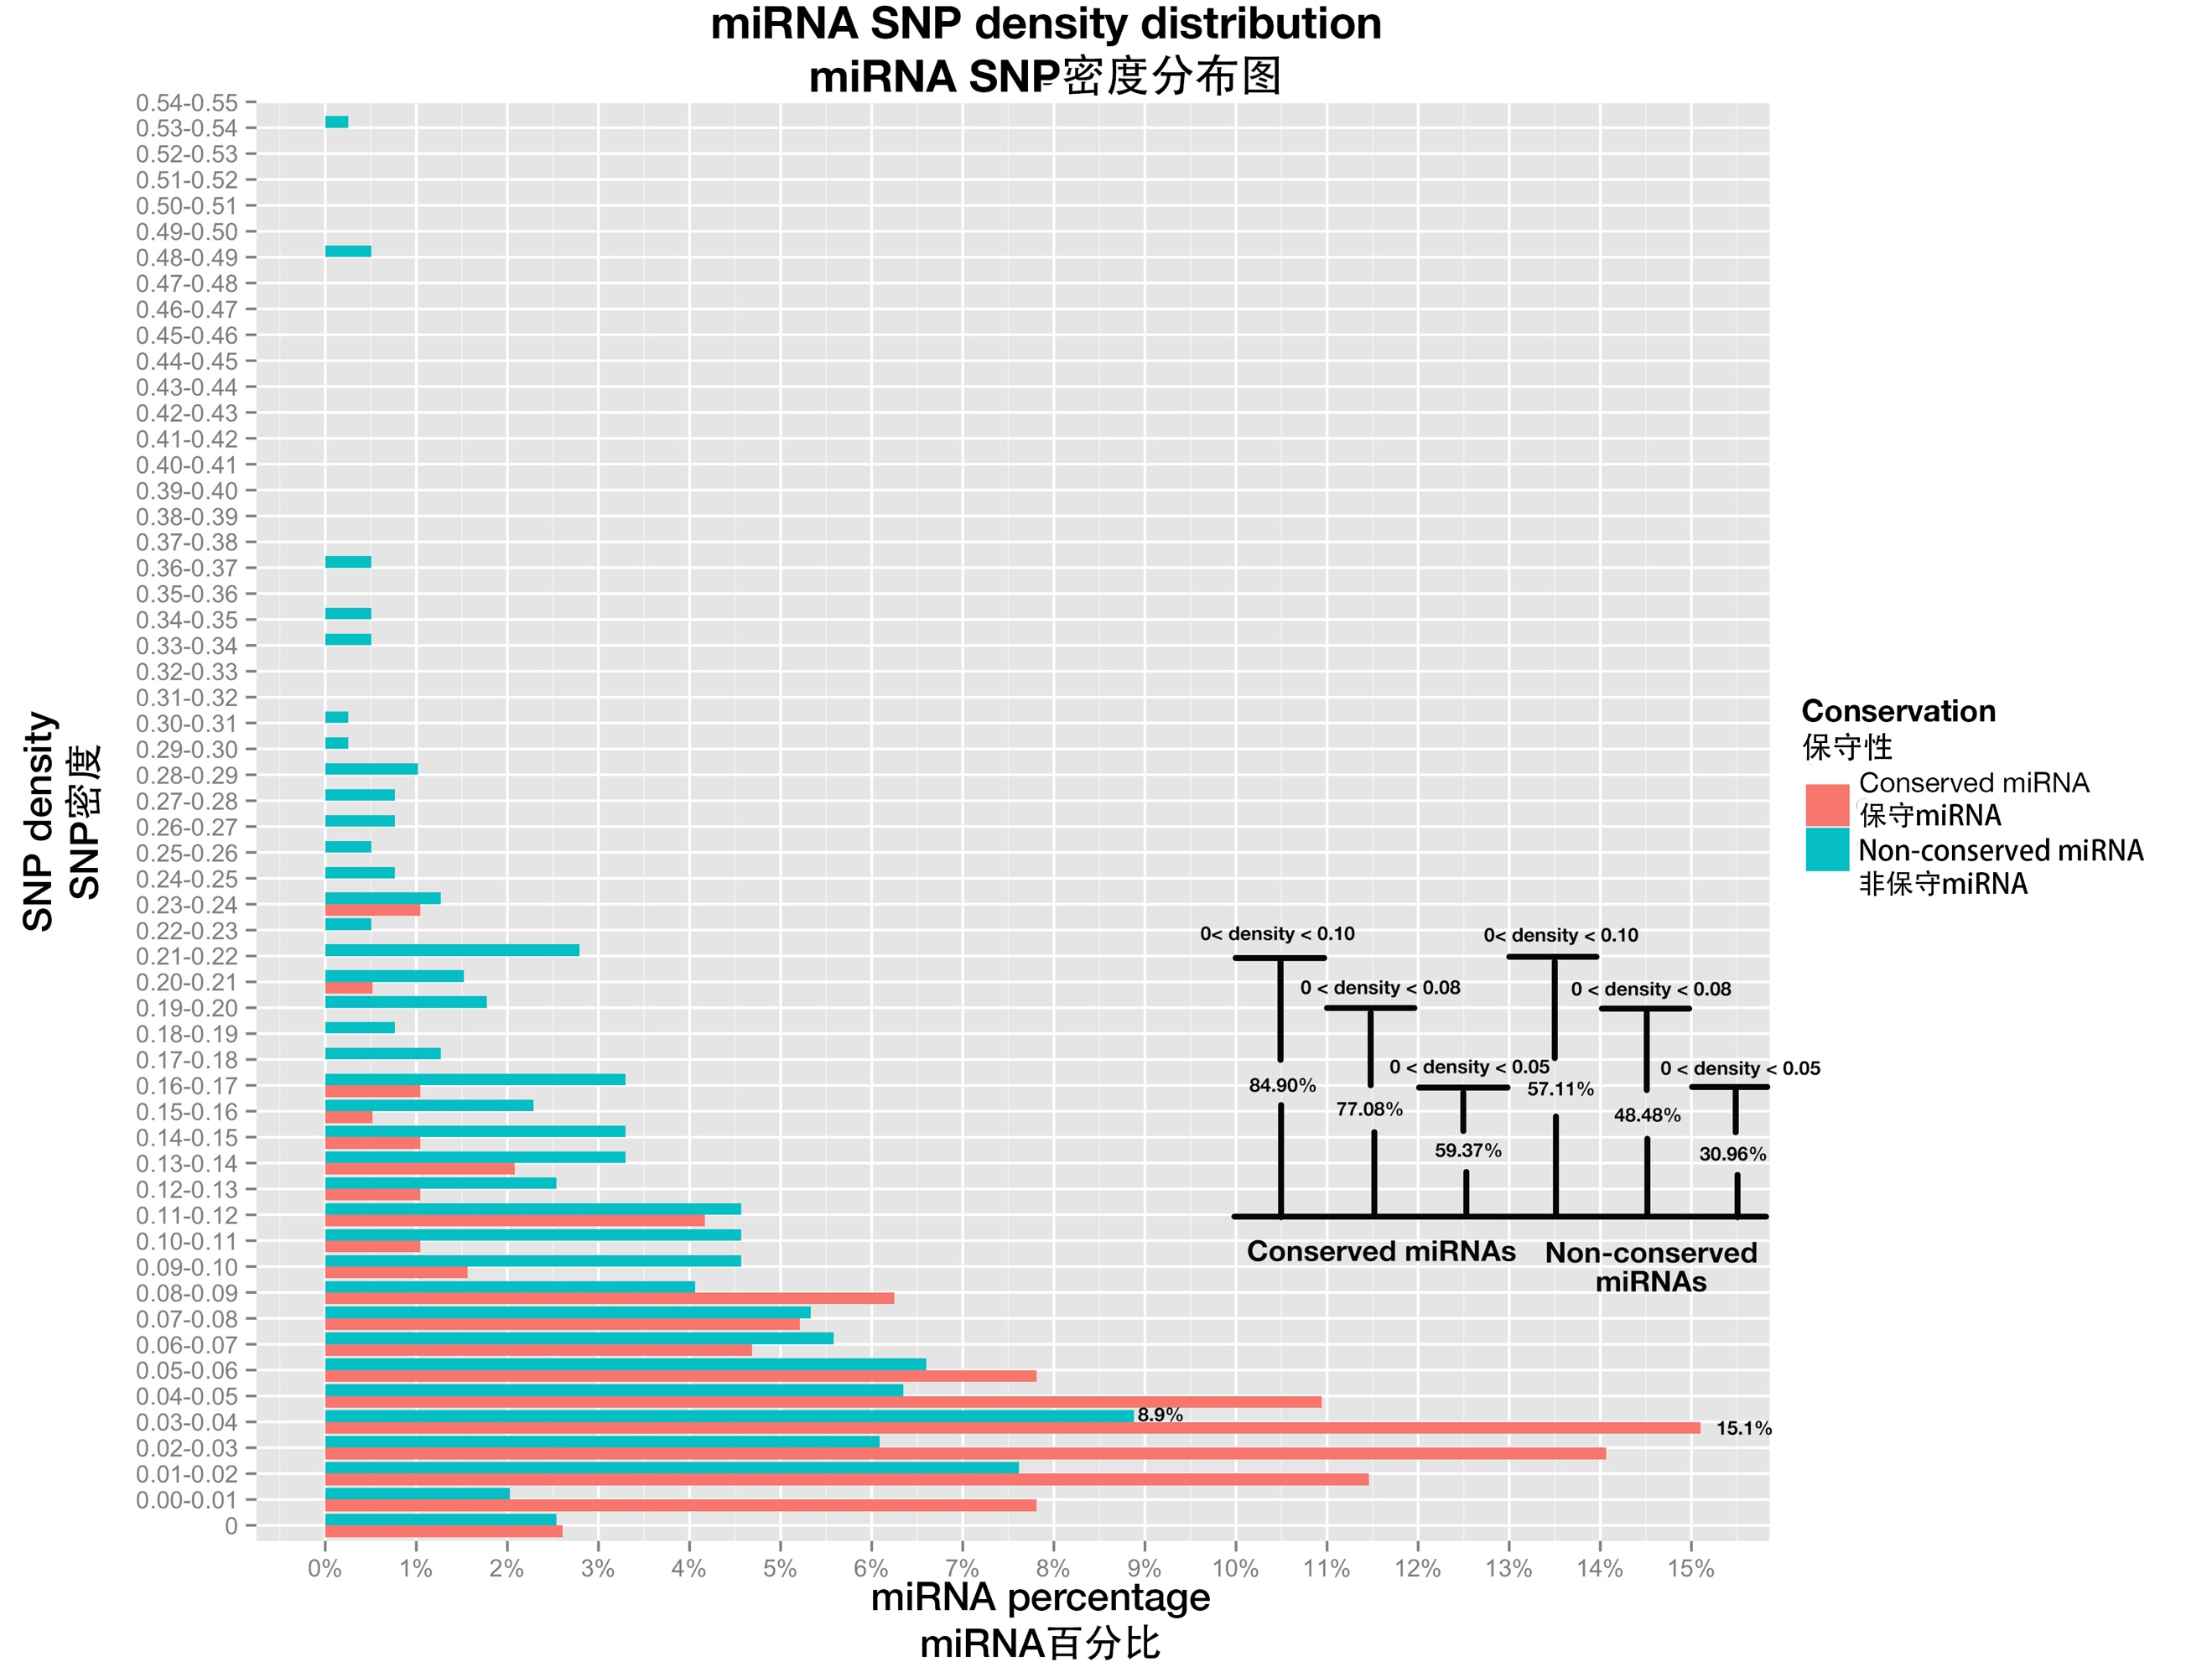 miRNA SNP density distribution
miRNA SNP密度分布图
SNP density
SNP密度
0.54-0.55
0.53-0.54
0.52-0.53
0.51-0.52
0.50-0.51
0.49-0.50
0.48-0.49
0.47-0.48
0.46-0.47
0.45-0.46
0.44-0.45
0.43-0.44
0.42-0.43
0.41-0.42
0.40-0.41
0.39-0.40
0.38-0.39
0.37-0.38
0.36-0.37
0.35-0.36
0.34-0.35
0.33-0.34
0.32-0.33
0.31-0.32
0.30-0.31
0.29-0.30
0.28-0.29
0.27-0.28
0.26-0.27
0.25-0.26
0.24-0.25
0.23-0.24
0.22-0.23
0.21-0.22
0.20-0.21
0.19-0.20
0.18-0.19
0.17-0.18
0.16-0.17
0.15-0.16
0.14-0.15
0.13-0.14
0.12-0.13
0.11-0.12
0.10-0.11
0.09-0.10
0.08-0.09
0.07-0.08
0.06-0.07
0.05-0.06
0.04-0.05
0.03-0.04
0.02-0.03
0.01-0.02
0.00-0.01
0
0< density < 0.10
0 < density < 0.08
0 < density < 0.05
84.90%
77.08%
59.37%
0< density < 0.10
0 < density < 0.08
0 < density < 0.05
57.11%
48.48%
30.96%
Conserved miRNAs
Non-conserved
miRNAs
8.9%
15.1%
0% 1% 2% 3% 4% 5% 6% 7% 8% 9% 10% 11% 12% 13% 14% 15%
miRNA percentage
miRNA百分比
Conservation
保守性
Conserved miRNA
保守miRNA
Non-conserved miRNA
非保守miRNA